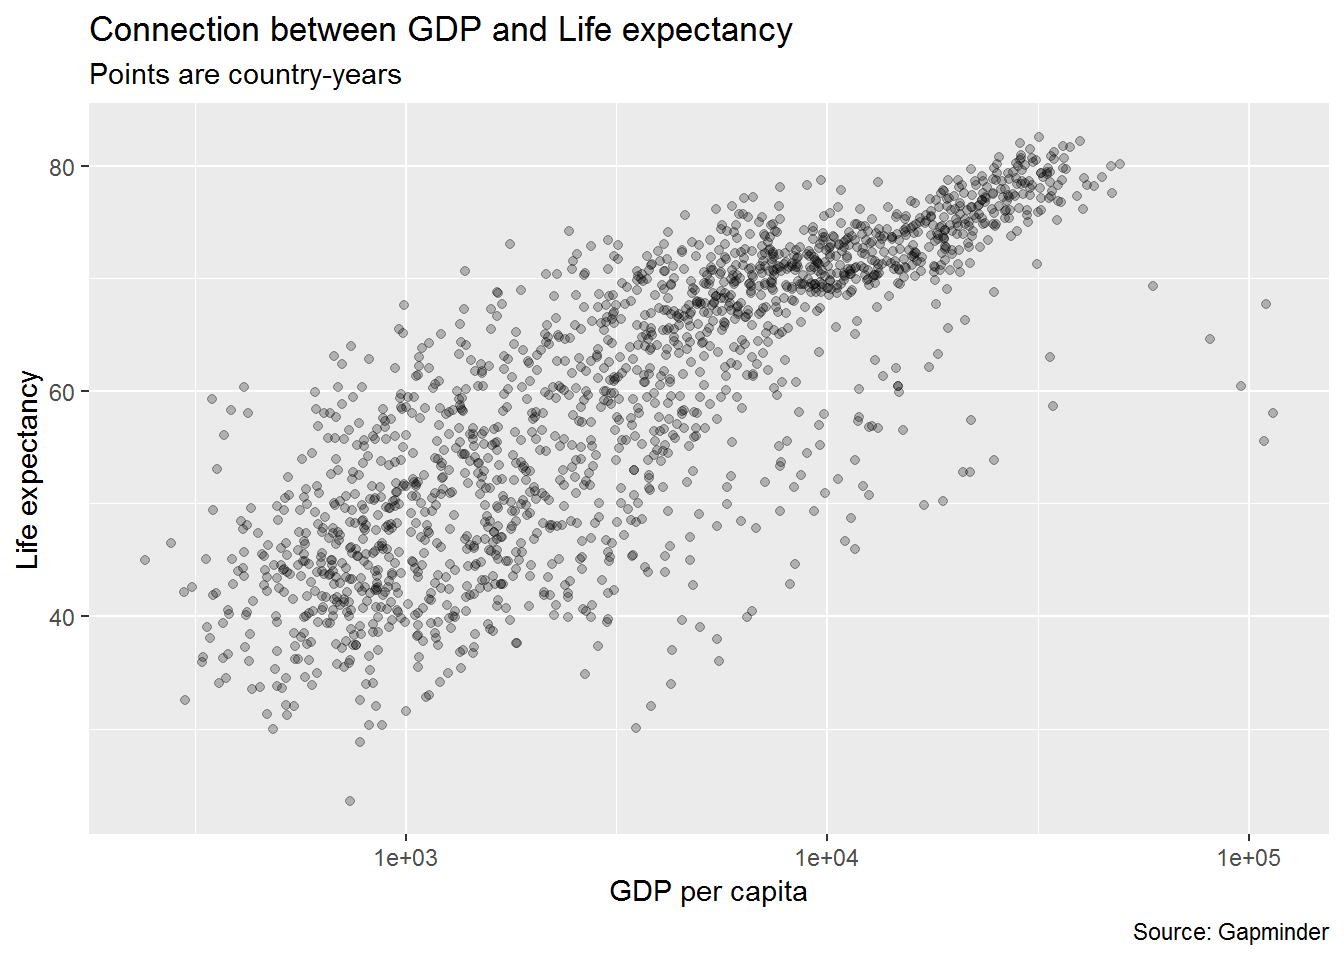 Connection between GDP and Life expectancy
Points are country-years
80
60
40
Life expectancy
1e+03 1e+04 1e+05
GDP per capita
Source: Gapminder